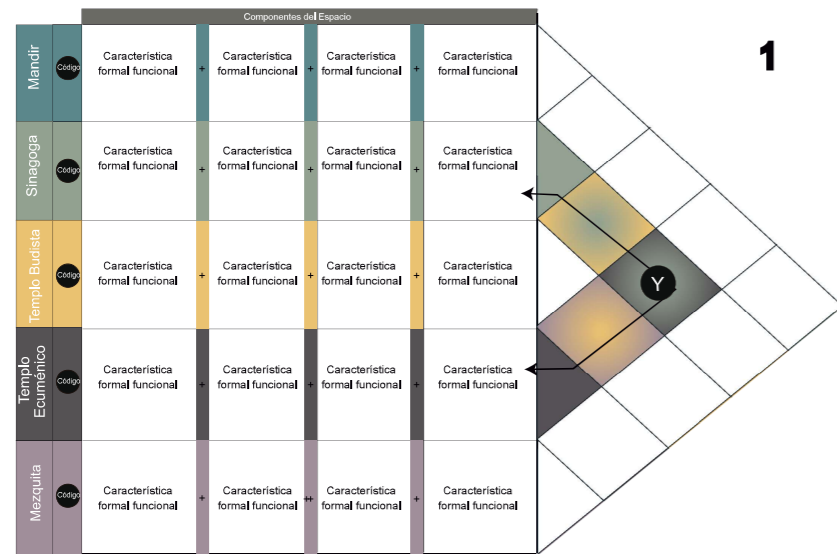 Componentes del Espacio
1
Mandir
Código
Característica
formal funcional
+
Característica
formal funcional
+
Característica
formal funcional
+
Característica
formal funcional
Sinagoga
Código
Característica
formal funcional
+
Característica
formal funcional
+
Característica
formal funcional
+
Característica
formal funcional
Templo Budista
Código
Característica
formal funcional
+
Característica
formal funcional
+
Característica
formal funcional
+
Característica
formal funcional
Y
Templo
Ecuménico
Código
Característica
formal funcional
+
Característica
formal funcional
+
Característica
formal funcional
+
Característica
formal funcional
Mezquita
Código
Característica
formal funcional
+
Característica
formal funcional
++
Característica
formal funcional
+
Característica
formal funcional